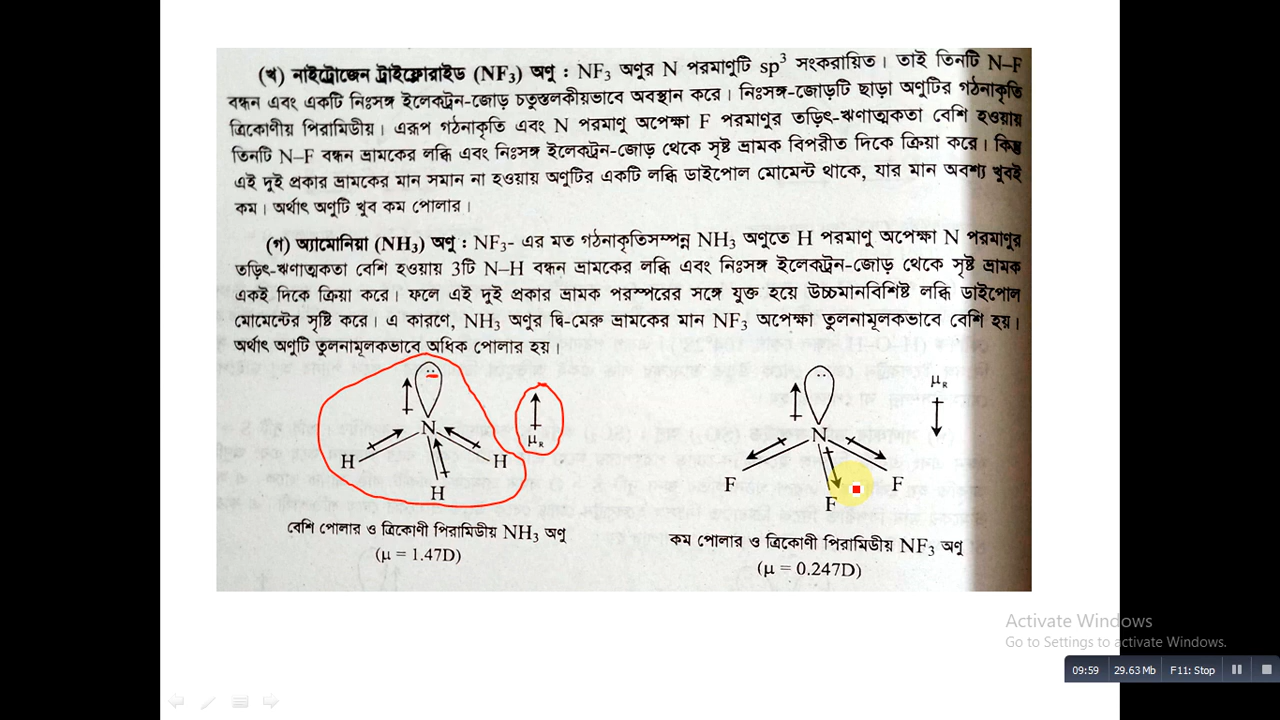 (খ) নাইট্রোজেন ট্রাইফ্লোরাইড (NF₃) অণু : NF₃ অণুর N পরমাণুটি sp³ সংকরায়িত। তাই তিনটি N–F
বন্ধন এবং একটি নিঃসঙ্গ ইলেকট্রন-জোড় চতুস্তলকীয়ভাবে অবস্থান করে। নিঃসঙ্গ-জোড়টি ছাড়া অণুটির গঠনাকৃতি
ত্রিকোণীয় পিরামিডীয়। এরূপ গঠনাকৃতি এবং N পরমাণু অপেক্ষা F পরমাণুর তড়িৎ-ঋণাত্মকতা বেশি হওয়ায়
তিনটি N–F বন্ধন ভ্রামকের লব্ধি এবং নিঃসঙ্গ ইলেকট্রন-জোড় থেকে সৃষ্ট ভ্রামক বিপরীত দিকে ক্রিয়া করে। কিন্তু
এই দুই প্রকার ভ্রামকের মান সমান না হওয়ায় অণুটির একটি লব্ধি ডাইপোল মোমেন্ট থাকে, যার মান অবশ্য খুবই
কম। অর্থাৎ অণুটি খুব কম পোলার।
(গ) অ্যামোনিয়া (NH₃) অণু : NF₃- এর মত গঠনাকৃতিসম্পন্ন NH₃ অণুতে H পরমাণু অপেক্ষা N পরমাণুর
তড়িৎ-ঋণাত্মকতা বেশি হওয়ায় 3টি N–H বন্ধন ভ্রামকের লব্ধি এবং নিঃসঙ্গ ইলেকট্রন-জোড় থেকে সৃষ্ট ভ্রামক
একই দিকে ক্রিয়া করে। ফলে এই দুই প্রকার ভ্রামক পরস্পরের সঙ্গে যুক্ত হয়ে উচ্চমানবিশিষ্ট লব্ধি ডাইপোল
মোমেন্টের সৃষ্টি করে। এ কারণে, NH₃ অণুর দ্বি-মেরু ভ্রামকের মান NF₃ অপেক্ষা তুলনামূলকভাবে বেশি হয়।
অর্থাৎ অণুটি তুলনামূলকভাবে অধিক পোলার হয়।
N
H
H
H
μR
বেশি পোলার ও ত্রিকোণী পিরামিডীয় NH₃ অণু
(μ = 1.47D)
μR
N
F
F
F
কম পোলার ও ত্রিকোণী পিরামিডীয় NF₃ অণু
(μ = 0.247D)
Activate Windows
Go to Settings to activate Windows.
09:59 29.63 Mb F11: Stop